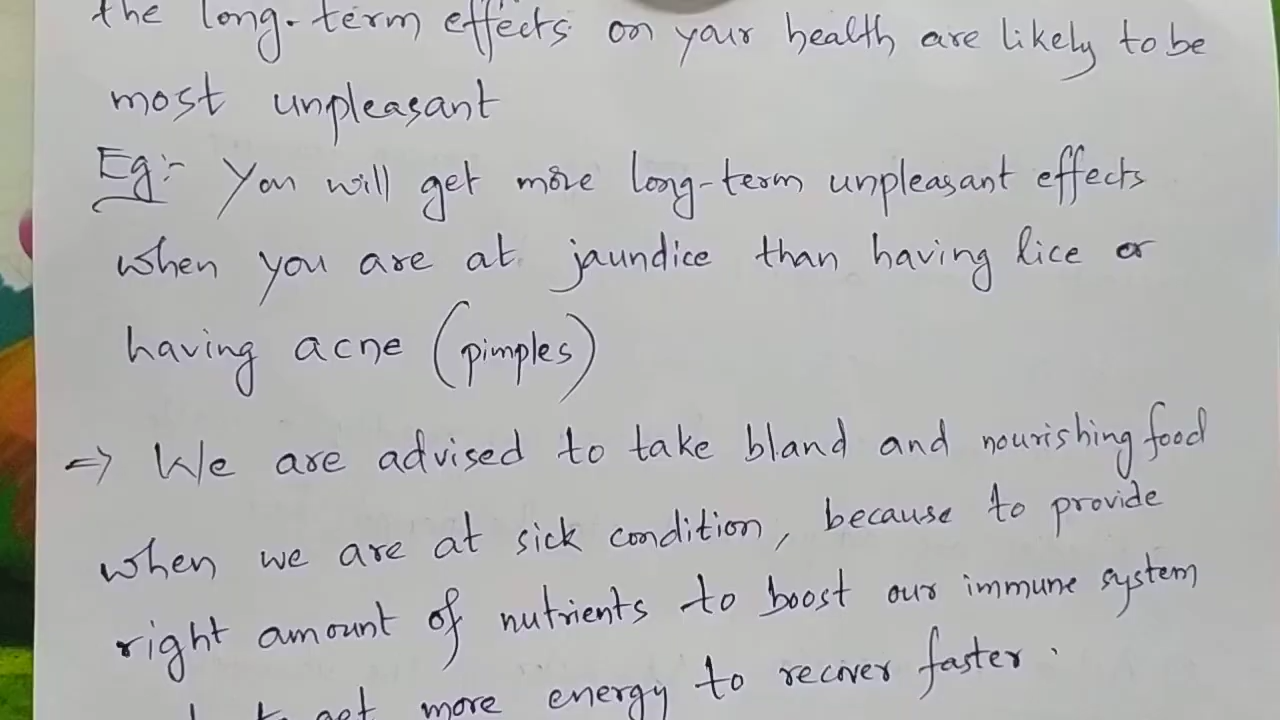 the long-term effects on your health are likely to be
most unpleasant
Eg:- You will get more long-term unpleasant effects
when you are at jaundice than having lice or
having acne (pimples)
=> We are advised to take bland and nourishing food
when we are at sick condition, because to provide
right amount of nutrients to boost our immune system
to get more energy to recover faster.